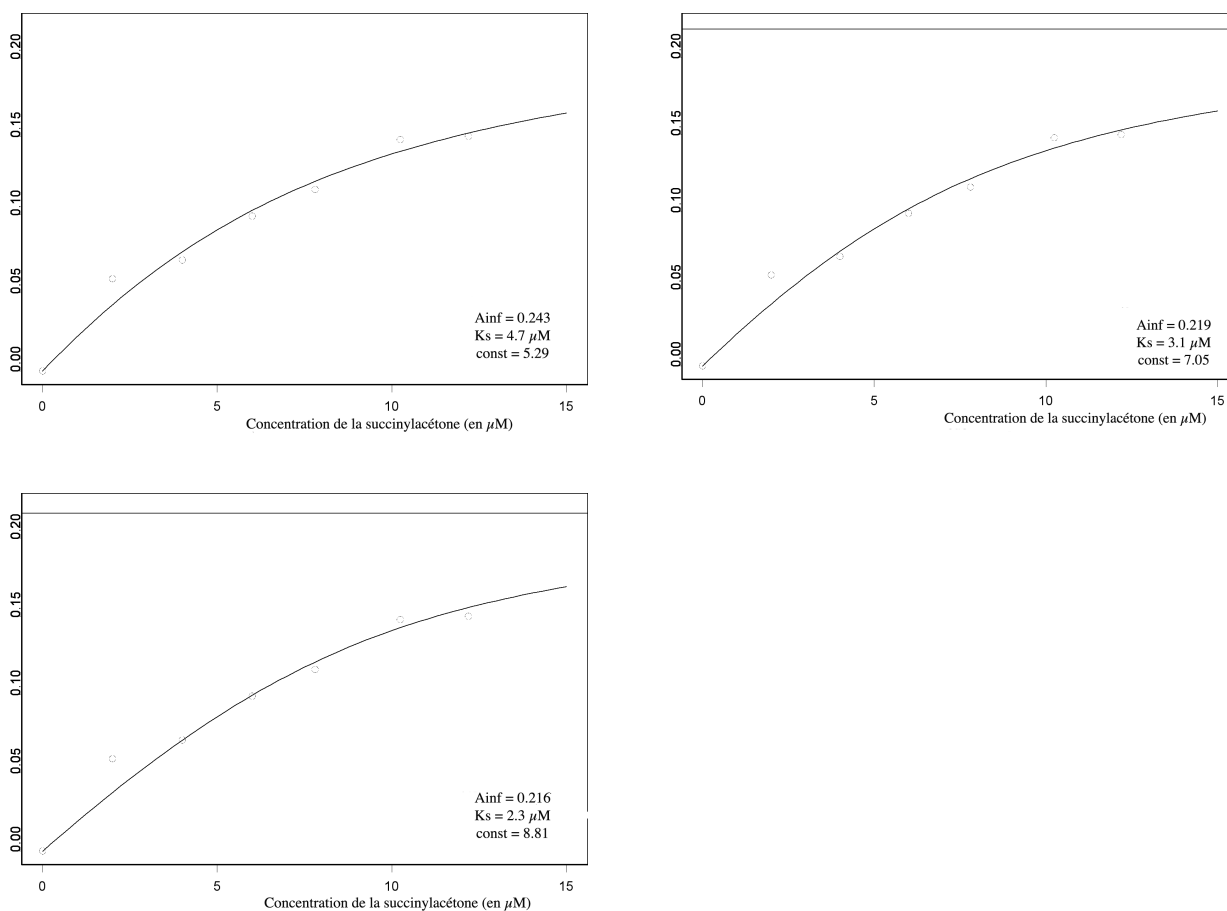 0.20
0.15
0.10
0.05
0.00
Ainf = 0.243
Ks = 4.7 µM
const = 5.29
0 5 10 15
Concentration de la succinylacétone (en µM)
0.20
0.15
0.10
0.05
0.00
Ainf = 0.219
Ks = 3.1 µM
const = 7.05
0 5 10 15
Concentration de la succinylacétone (en µM)
0.20
0.15
0.10
0.05
0.00
Ainf = 0.216
Ks = 2.3 µM
const = 8.81
0 5 10 15
Concentration de la succinylacétone (en µM)